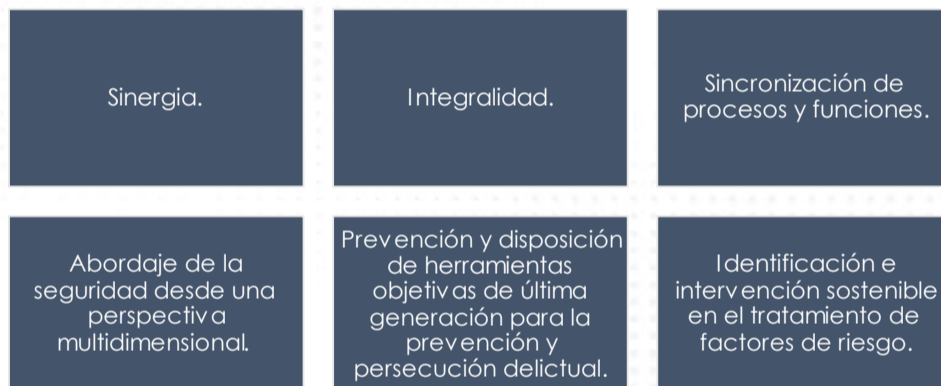 Sinergia.
Integralidad.
Sincronización de
procesos y funciones.
Abordaje de la
seguridad desde una
perspectiva
multidimensional.
Prevención y disposición
de herramientas
objetivas de última
generación para la
prevención y
persecución delictual.
Identificación e
intervención sostenible
en el tratamiento de
factores de riesgo.